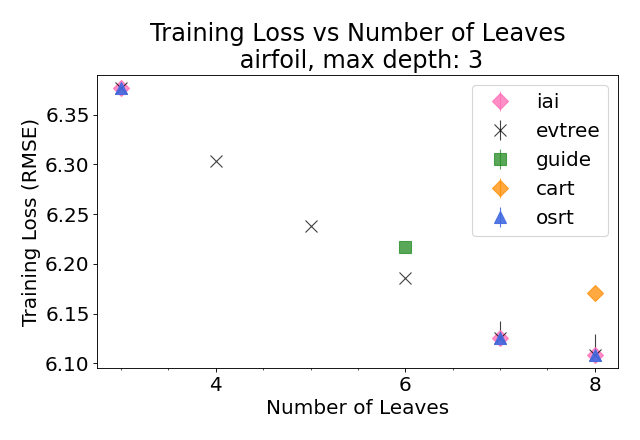 Training Loss vs Number of Leaves
airfoil, max depth: 3
Training Loss (RMSE)
6.35
6.30
6.25
6.20
6.15
6.10
iai
evtree
guide
cart
osrt
4
6
8
Number of Leaves